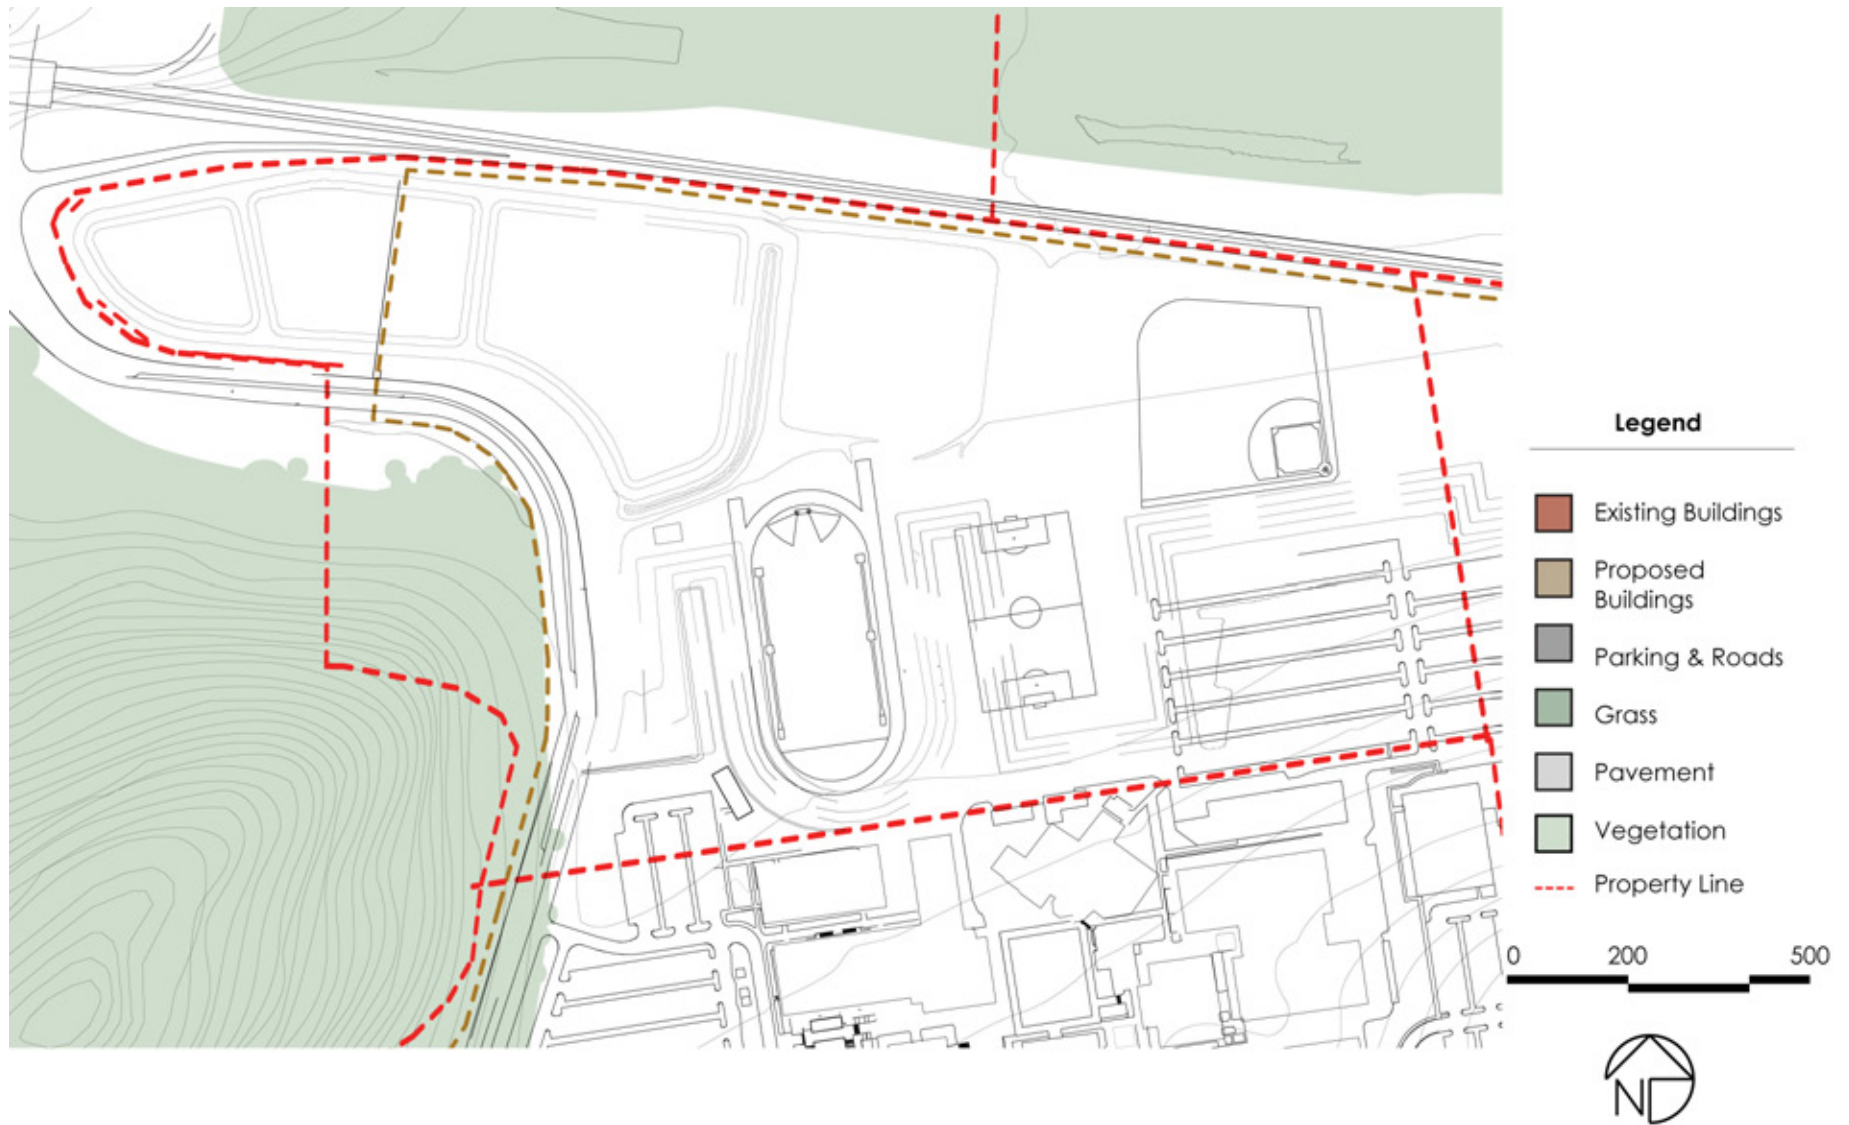 Legend
Existing Buildings
Proposed
Buildings
Parking & Roads
Grass
Pavement
Vegetation
Property Line
0 200 500
N